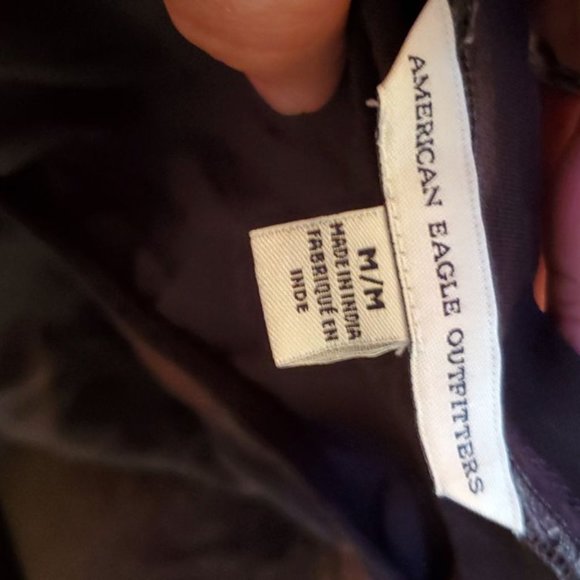 AMERICAN EAGLE OUTFITTERS
M/M
MADE IN INDIA
FABRIQUÉ EN
INDE